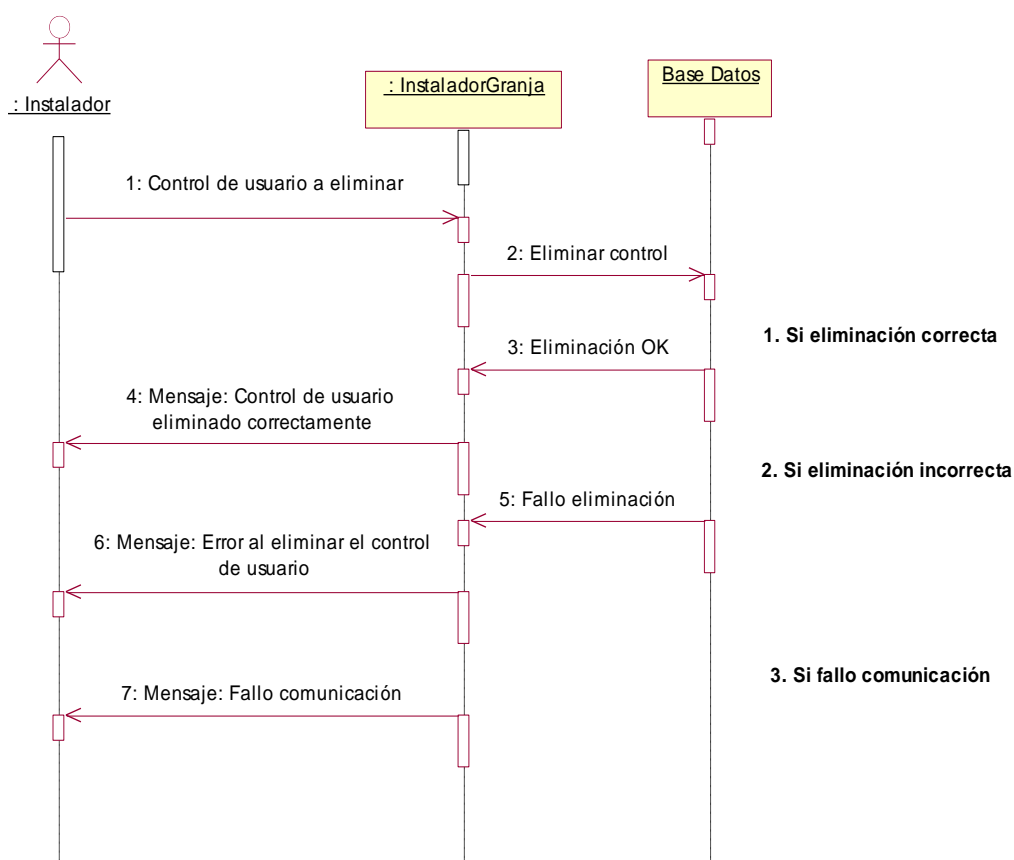 : Instalador
: InstaladorGranja
Base Datos
1: Control de usuario a eliminar
2: Eliminar control
1. Si eliminación correcta
3: Eliminación OK
4: Mensaje: Control de usuario
eliminado correctamente
2. Si eliminación incorrecta
5: Fallo eliminación
6: Mensaje: Error al eliminar el control
de usuario
3. Si fallo comunicación
7: Mensaje: Fallo comunicación